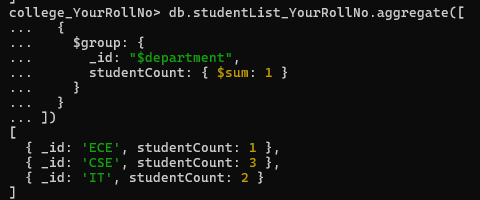 college_YourRollNo> db.studentList_YourRollNo.aggregate([
...   {
...     $group: {
...       _id: "$department",
...       studentCount: { $sum: 1 }
...     }
...   }
... ])
[
  { _id: 'ECE', studentCount: 1 },
  { _id: 'CSE', studentCount: 3 },
  { _id: 'IT', studentCount: 2 }
]